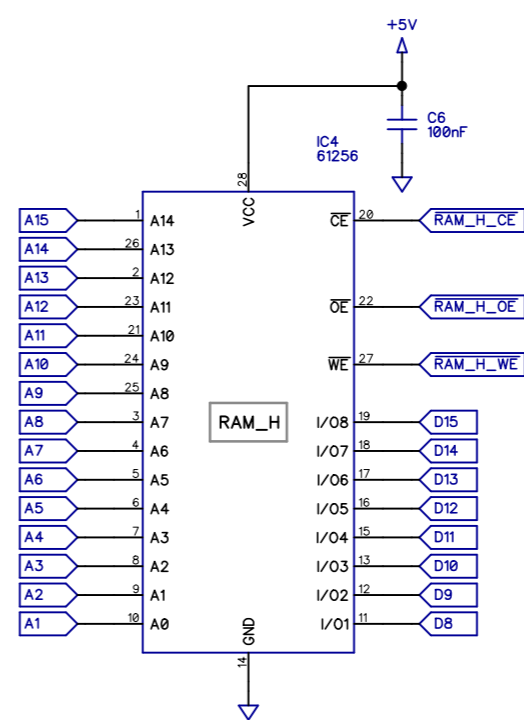 +5V
C6
100nF
IC4
61256
28
VCC
A15 1 A14 CE 20 RAM_H_CE
A14 26 A13
A13 2 A12
A12 23 A11 OE 22 RAM_H_OE
A11 21 A10
A10 24 A9 WE 27 RAM_H_WE
A9 25 A8
A8 3 A7 I/O8 19 D15
RAM_H
A7 4 A6 I/O7 18 D14
A6 5 A5 I/O6 17 D13
A5 6 A4 I/O5 16 D12
A4 7 A3 I/O4 15 D11
A3 8 A2 I/O3 13 D10
A2 9 A1 I/O2 12 D9
A1 10 A0 I/O1 11 D8
GND
14